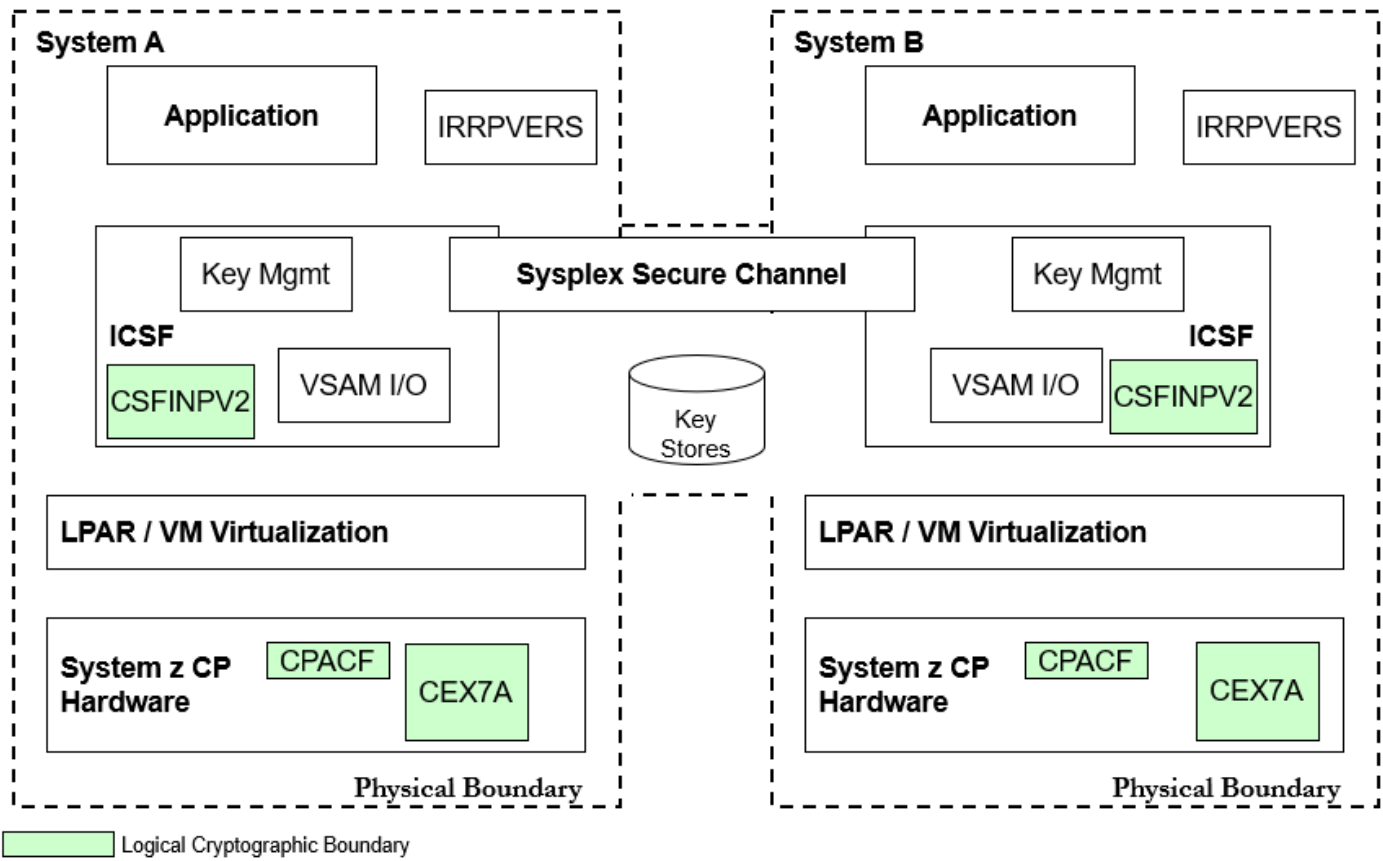 System A
System B
Application
IRRPVERS
Application
IRRPVERS
Key Mgmt
Sysplex Secure Channel
Key Mgmt
ICSF
ICSF
CSFINPV2
VSAM I/O
VSAM I/O
CSFINPV2
Key
Stores
LPAR / VM Virtualization
LPAR / VM Virtualization
System z CP
Hardware
CPACF
CEX7A
System z CP
Hardware
CPACF
CEX7A
Physical Boundary
Physical Boundary
Logical Cryptographic Boundary